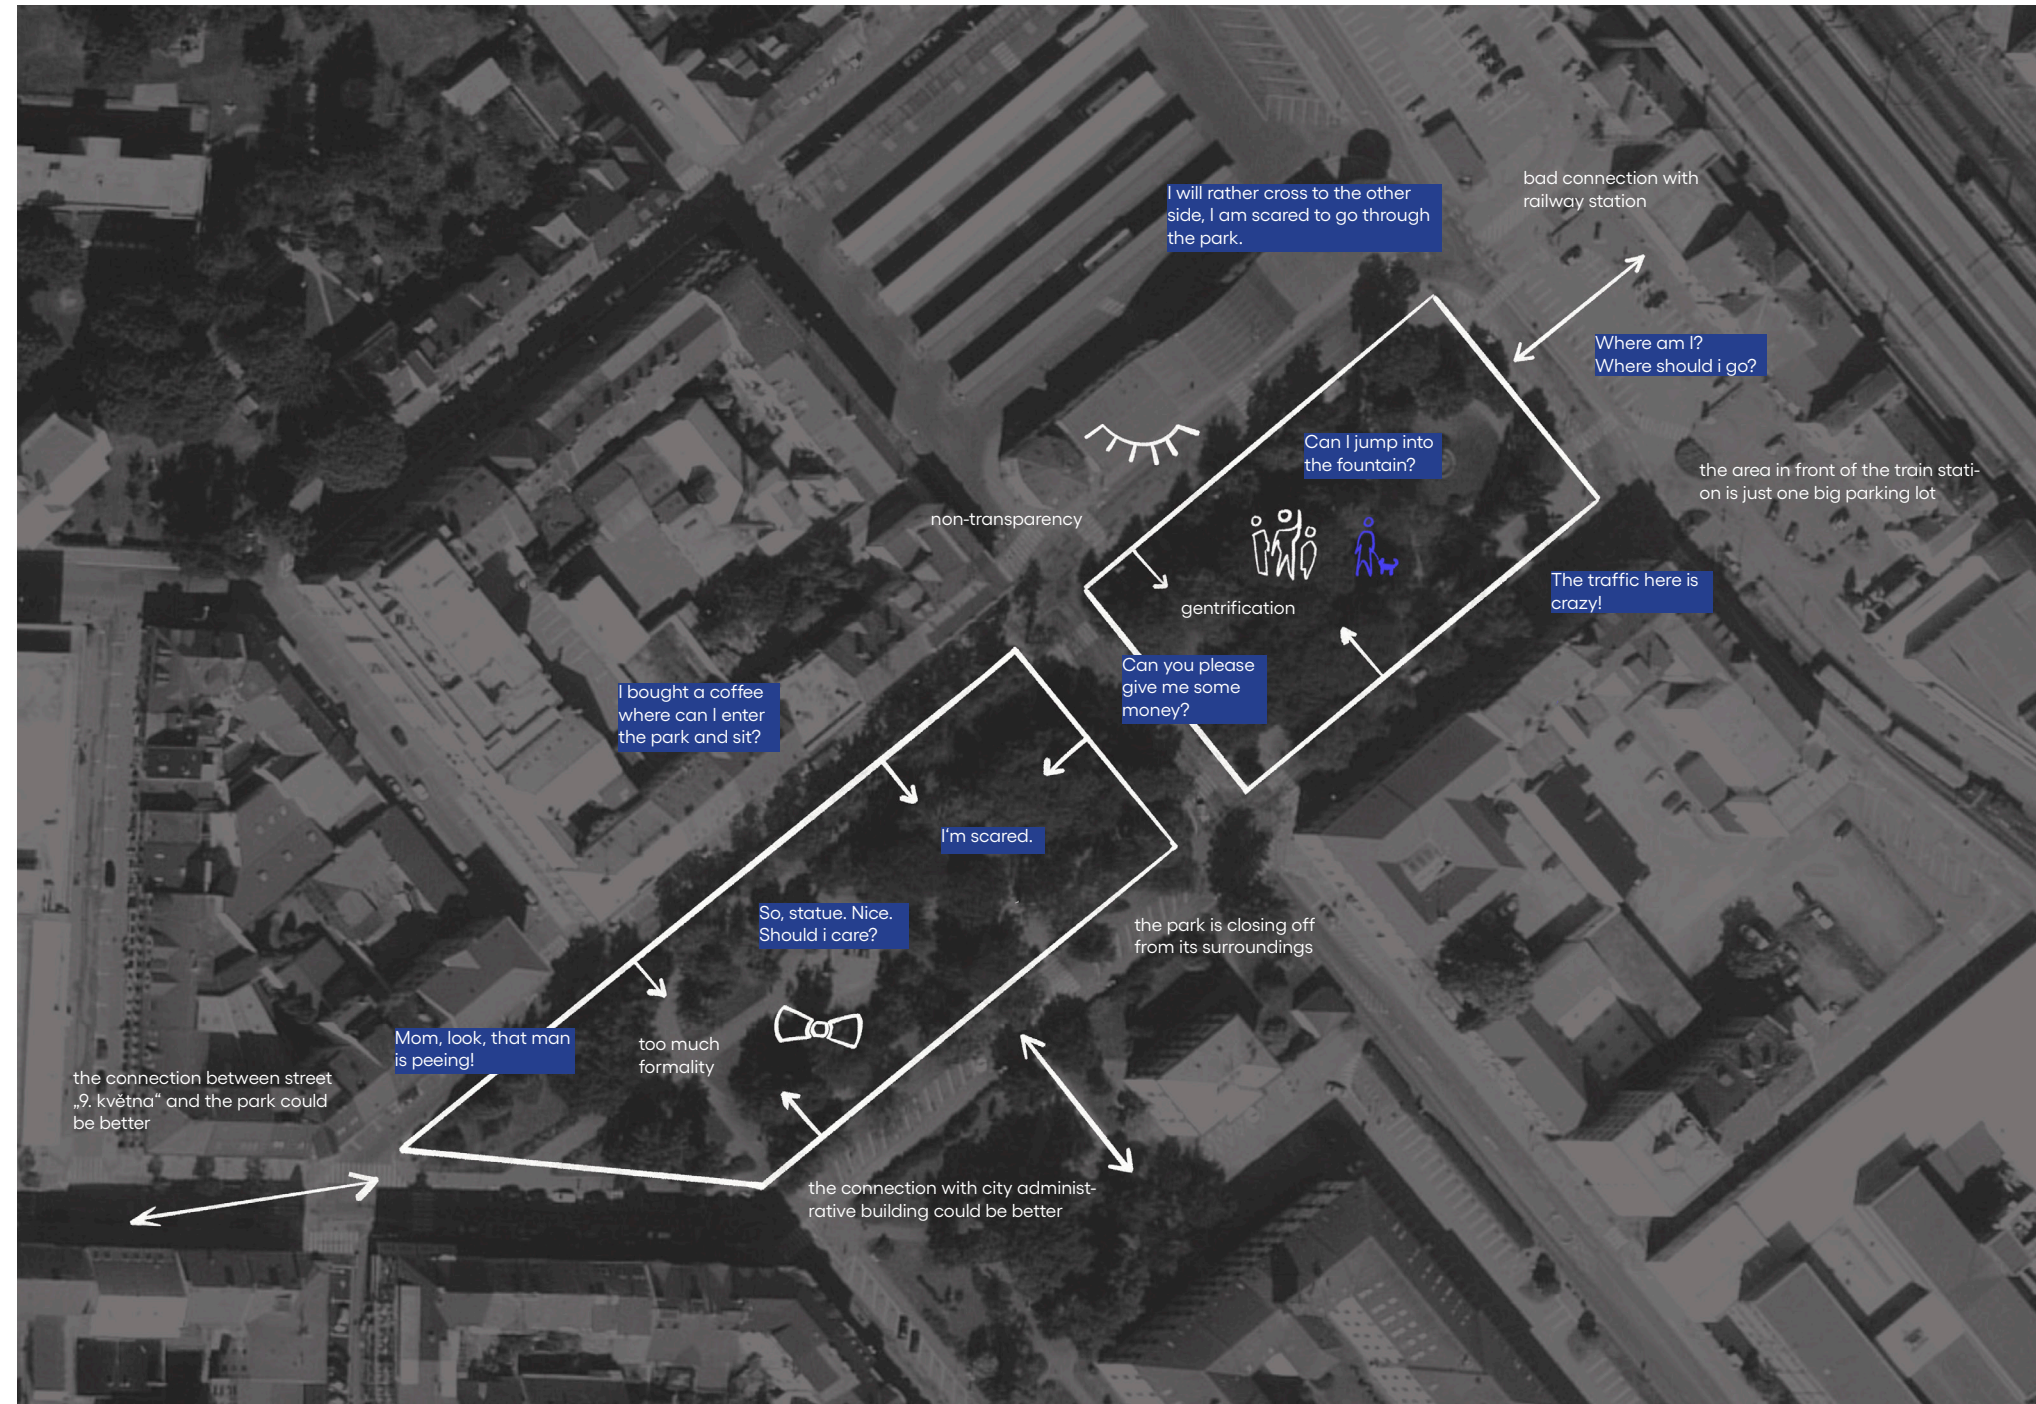 bad connection with
railway station
I will rather cross to the other
side, I am scared to go through
the park.
Where am I?
Where should i go?
Can I jump into
the fountain?
the area in front of the train stati-
on is just one big parking lot
non-transparency
The traffic here is
crazy!
gentrification
Can you please
give me some
money?
I bought a coffee
where can I enter
the park and sit?
I'm scared.
So, statue. Nice.
Should i care?
the park is closing off
from its surroundings
Mom, look, that man
is peeing!
too much
formality
the connection between street
„9. května“ and the park could
be better
the connection with city administ-
rative building could be better